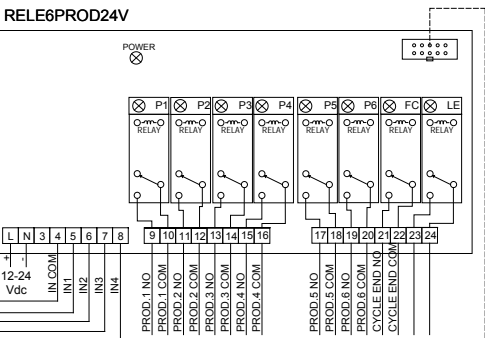 RELE6PROD24V
POWER
P1 P2 P3 P4 P5 P6 FC LE
RELAY RELAY RELAY RELAY RELAY RELAY RELAY RELAY
L N 3 4 5 6 7 8 9 10 11 12 13 14 15 16 17 18 19 20 21 22 23 24
+ -
12-24
Vdc
IN COM
IN1
IN2
IN3
IN4
PROD.1 NO
PROD.1 COM
PROD.2 NO
PROD.2 COM
PROD.3 NO
PROD.3 COM
PROD.4 NO
PROD.4 COM
PROD.5 NO
PROD.5 COM
PROD.6 NO
PROD.6 COM
CYCLE END NO
CYCLE END COM